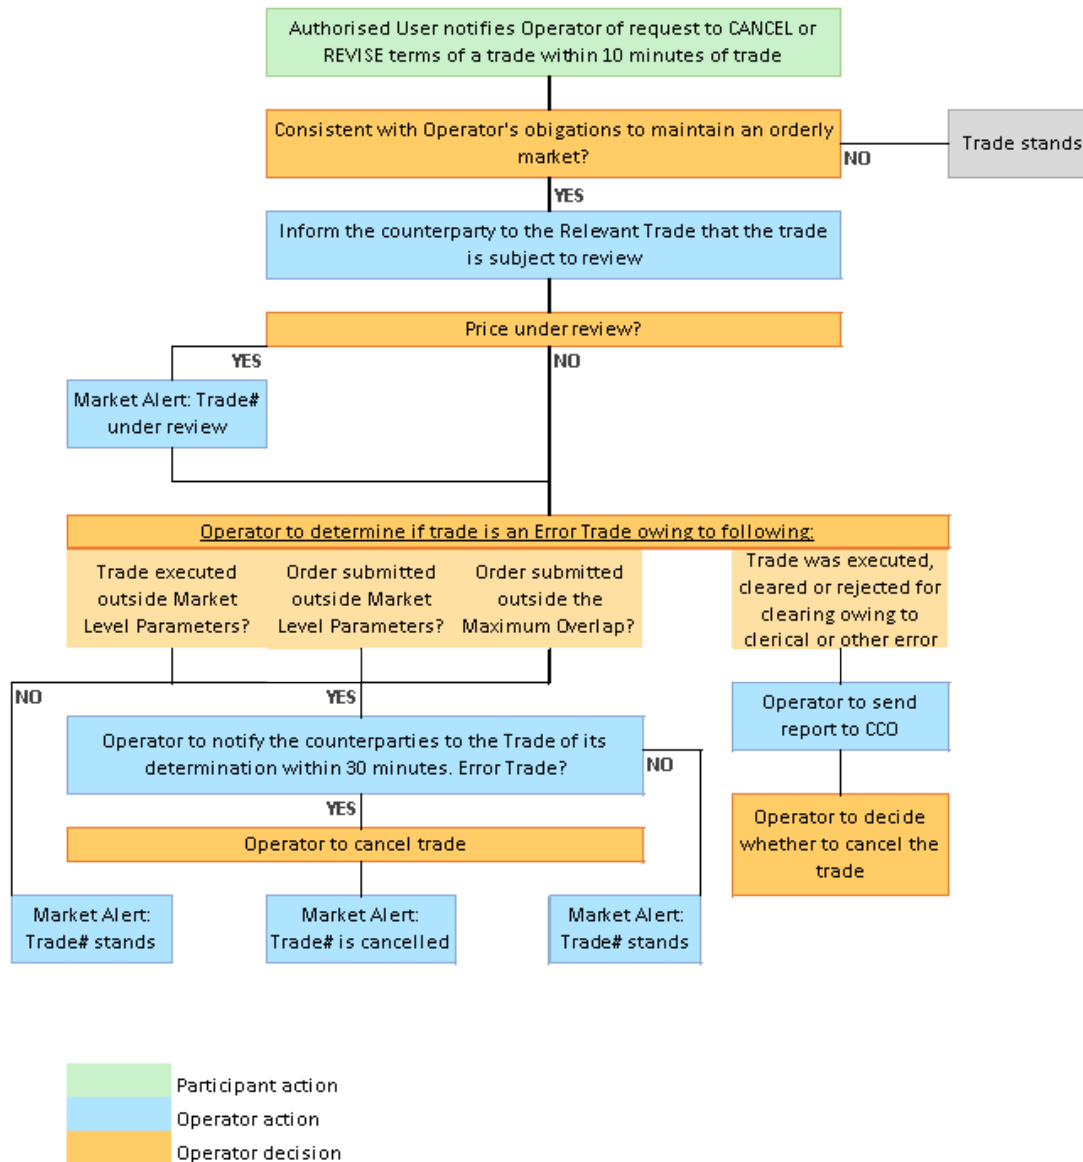 Authorised User notifies Operator of request to CANCEL or
REVISE terms of a trade within 10 minutes of trade
Consistent with Operator's obigations to maintain an orderly
market?
NO
Trade stands
YES
Inform the counterparty to the Relevant Trade that the trade
is subject to review
Price under review?
YES
NO
Market Alert: Trade#
under review
Operator to determine if trade is an Error Trade owing to following:
Trade executed
outside Market
Level Parameters?
Order submitted
outside Market
Level Parameters?
Order submitted
outside the
Maximum Overlap?
Trade was executed,
cleared or rejected for
clearing owing to
clerical or other error
NO
YES
Operator to notify the counterparties to the Trade of its
determination within 30 minutes. Error Trade?
NO
Operator to send
report to CCO
YES
Operator to cancel trade
Operator to decide
whether to cancel the
trade
Market Alert:
Trade# stands
Market Alert:
Trade# is cancelled
Market Alert:
Trade# stands
Participant action
Operator action
Operator decision